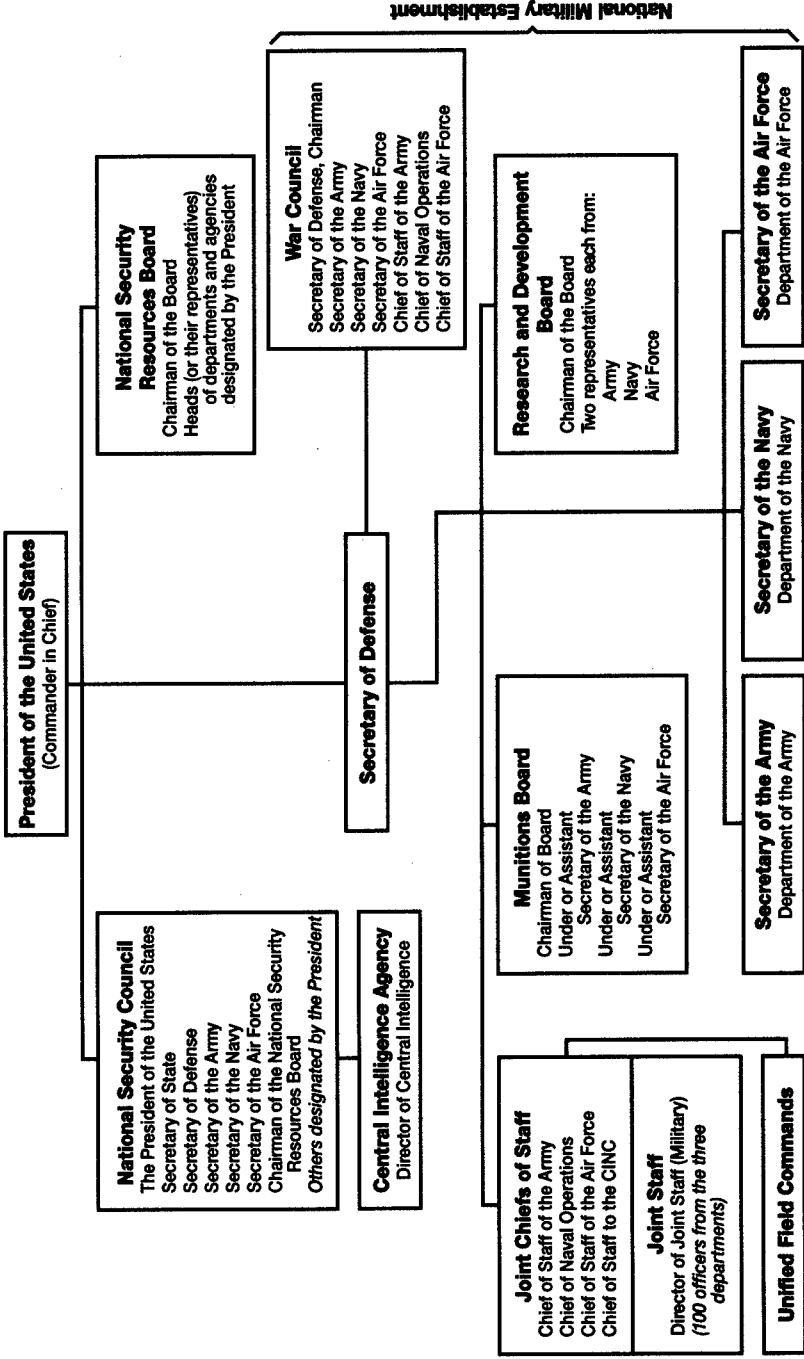 President of the United States
(Commander in Chief)
National Security Council
The President of the United States
Secretary of State
Secretary of Defense
Secretary of the Army
Secretary of the Navy
Secretary of the Air Force
Chairman of the National Security
Resources Board
Others designated by the President
National Security
Resources Board
Chairman of the Board
Heads (or their representatives)
of departments and agencies
designated by the President
Central Intelligence Agency
Director of Central Intelligence
Secretary of Defense
War Council
Secretary of Defense, Chairman
Secretary of the Army
Secretary of the Navy
Secretary of the Air Force
Chief of Staff of the Army
Chief of Naval Operations
Chief of Staff of the Air Force
National Military Establishment
Joint Chiefs of Staff
Chief of Staff of the Army
Chief of Naval Operations
Chief of Staff of the Air Force
Chief of Staff to the CINC
Joint Staff
Director of Joint Staff (Military)
(100 officers from the three
departments)
Unified Field Commands
Munitions Board
Chairman of Board
Under or Assistant
Secretary of the Army
Under or Assistant
Secretary of the Navy
Under or Assistant
Secretary of the Air Force
Research and Development
Board
Chairman of the Board
Two representatives each from:
Army
Navy
Air Force
Secretary of the Army
Department of the Army
Secretary of the Navy
Department of the Navy
Secretary of the Air Force
Department of the Air Force